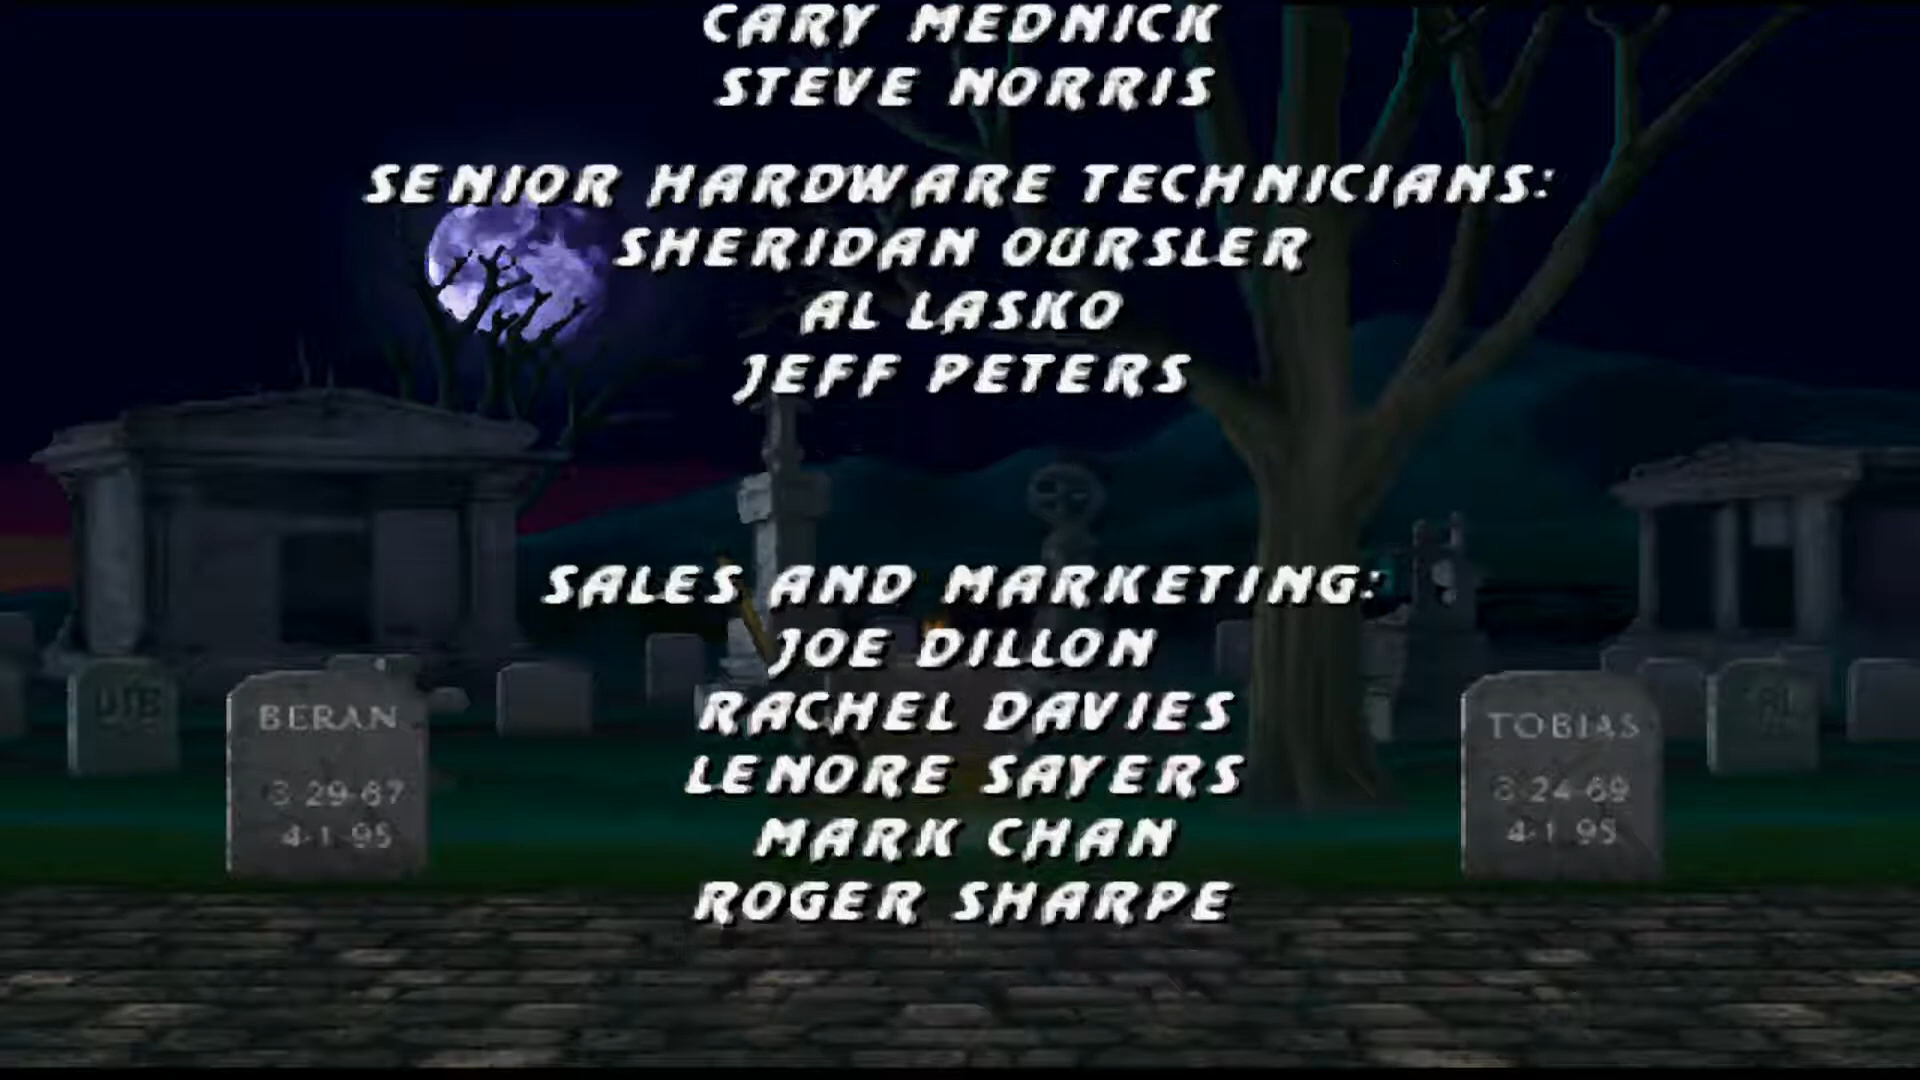 CARY MEDNICK
STEVE NORRIS
SENIOR HARDWARE TECHNICIANS:
SHERIDAN OURSLER
AL LASKO
JEFF PETERS
SALES AND MARKETING:
JOE DILLON
RACHEL DAVIES
LENORE SAYERS
MARK CHAN
ROGER SHARPE
BERAN
3-29-67
4-1-95
TOBIAS
8-24-69
4-1-95